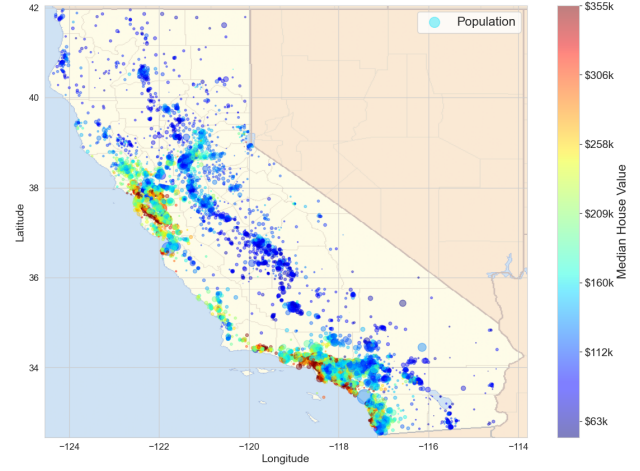 42
40
38
36
34
−124
−122
−120
−118
−116
−114
Latitude
Longitude
Population
$355k
$306k
$258k
$209k
$160k
$112k
$63k
Median House Value